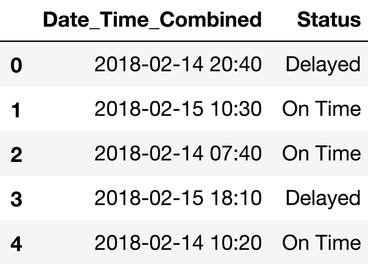 Date_Time_Combined Status
0 2018-02-14 20:40 Delayed
1 2018-02-15 10:30 On Time
2 2018-02-14 07:40 On Time
3 2018-02-15 18:10 Delayed
4 2018-02-14 10:20 On Time